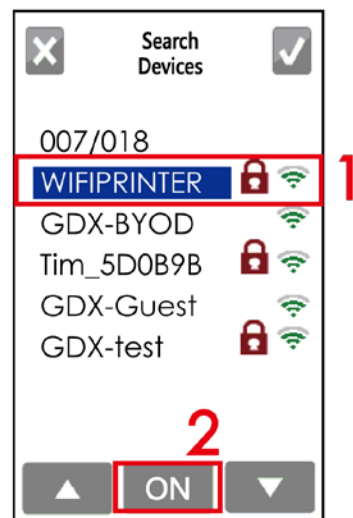 Search
Devices
007/018
WIFIPRINTER
1
GDX-BYOD
Tim_5D0B9B
GDX-Guest
GDX-test
2
ON